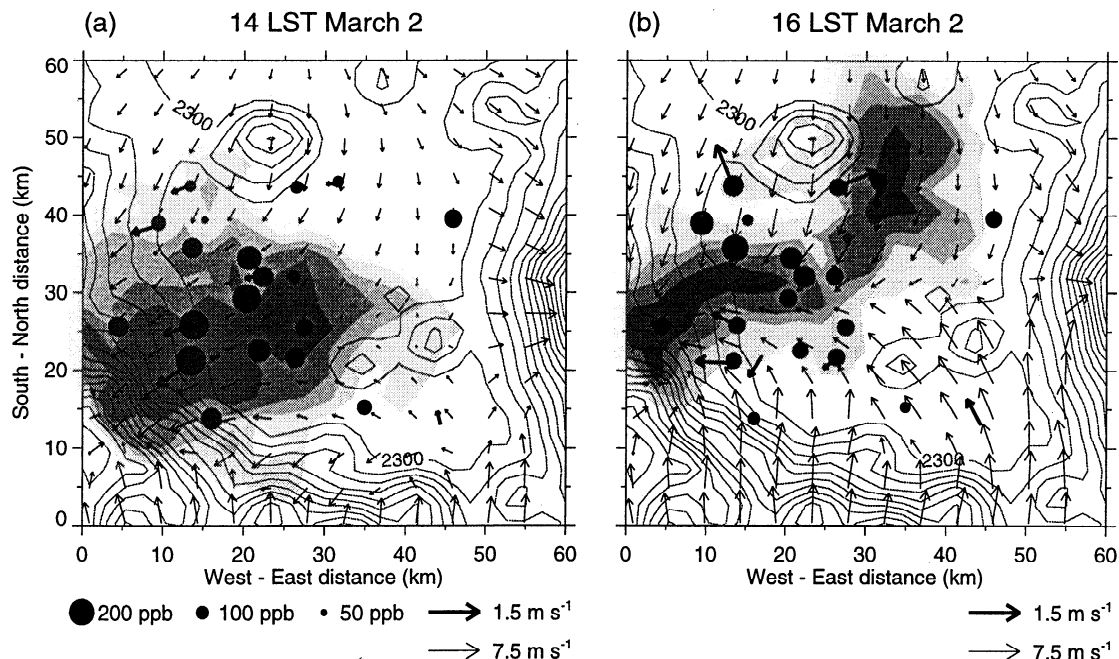 (a) 14 LST March 2
(b) 16 LST March 2
60
50
40
30
20
10
0
South - North distance (km)
2300
2300
2300
2300
0 10 20 30 40 50 60
0 10 20 30 40 50 60
West - East distance (km)
West - East distance (km)
200 ppb 100 ppb 50 ppb 1.5 m s⁻¹
7.5 m s⁻¹
1.5 m s⁻¹
7.5 m s⁻¹